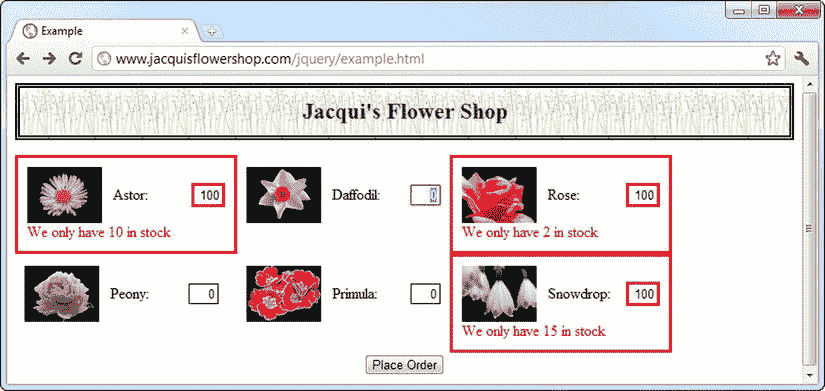 Example
www.jacquisflowershop.com/jquery/example.html
Jacqui's Flower Shop
Astor: 100
We only have 10 in stock
Daffodil:
Rose: 100
We only have 2 in stock
Peony: 0
Primula: 0
Snowdrop: 100
We only have 15 in stock
Place Order